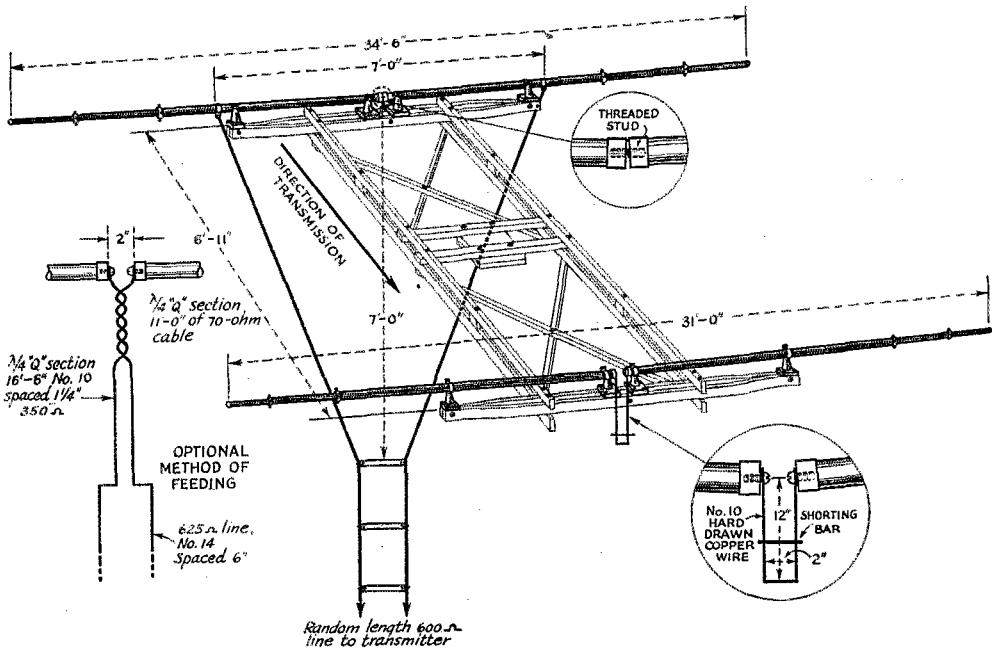 34'-6"
7'-0"
THREADED
STUD
DIRECTION OF
TRANSMISSION
6'-11"
2"
λ/4 "Q" section
11'-0" of 70-ohm
cable
7'-0"
31'-0"
λ/4 "Q" section
16'-6" No. 10
spaced 1 1/4"
350 Ω
OPTIONAL
METHOD OF
FEEDING
625 Ω line,
No. 14
Spaced 6"
No. 10
HARD
DRAWN
COPPER
WIRE
12"
SHORTING
BAR
2"
Random length 600 Ω
line to transmitter